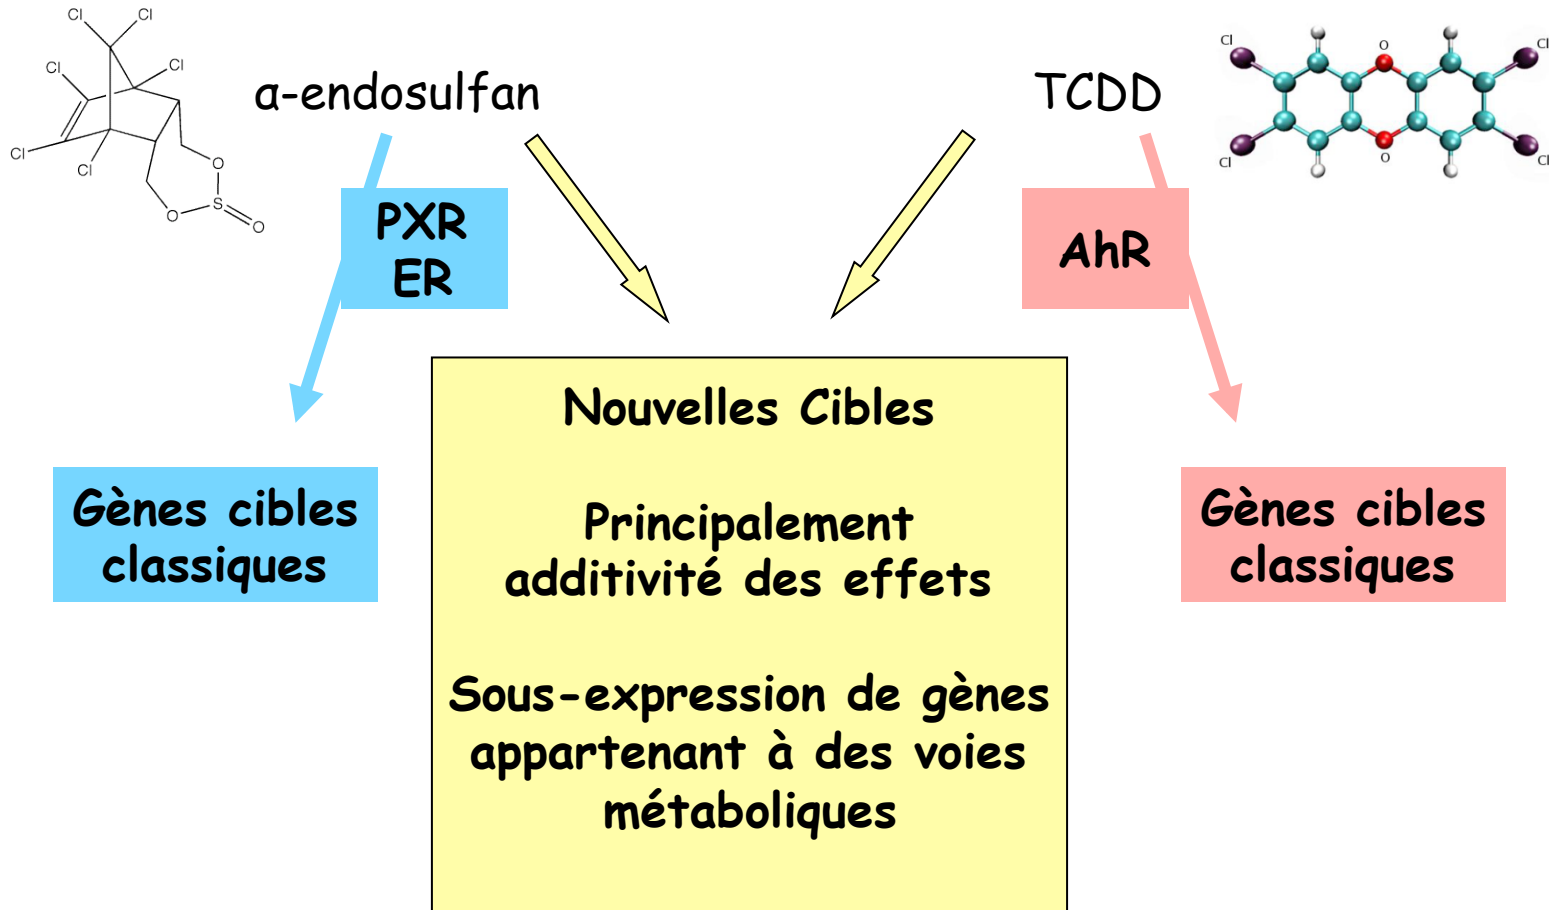 Cl Cl
Cl Cl
Cl Cl
O
O S O
α-endosulfan
TCDD
Cl O Cl
Cl O Cl
PXR
ER
AhR
Gènes cibles
classiques
Nouvelles Cibles
Principalement
additivité des effets
Sous-expression de gènes
appartenant à des voies
métaboliques
Gènes cibles
classiques